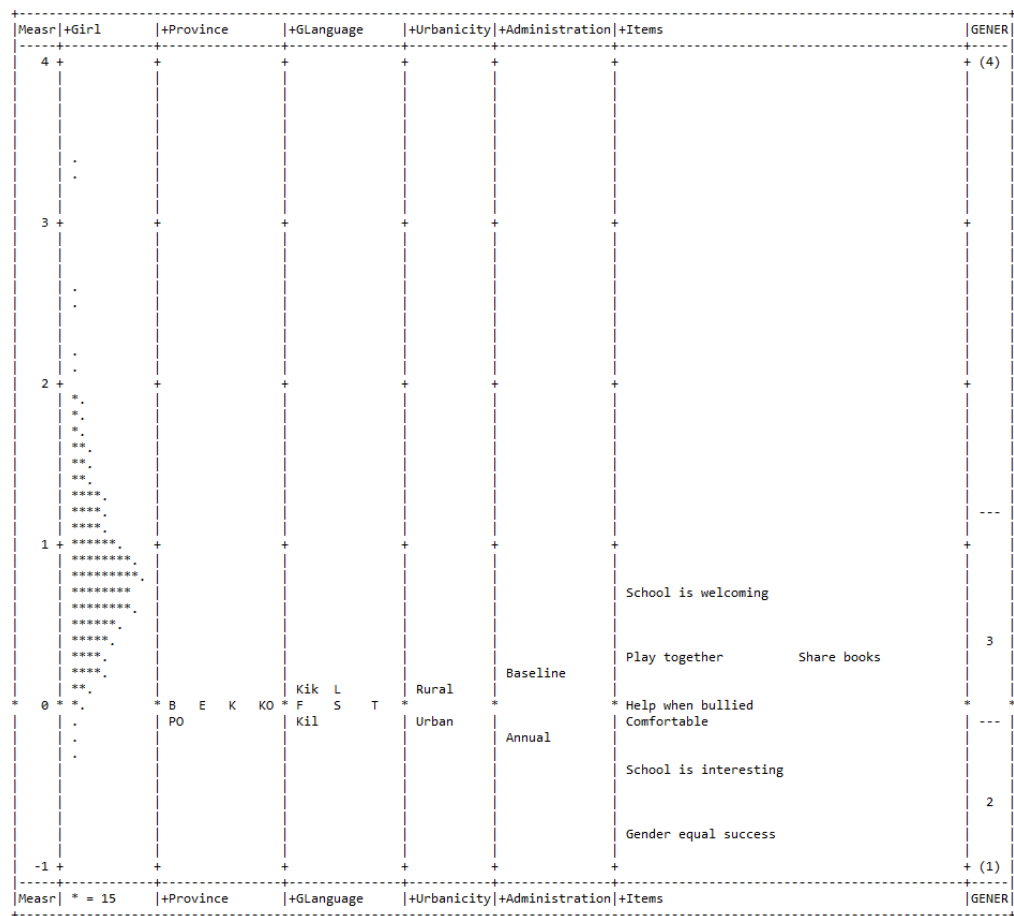 |Measr|+Girl |+Province |+GLanguage |+Urbanicity|+Administration|+Items |GENER|
4 + + + + + + + (4)
.
.
3 + + + + + + +
.
.
.
.
2 + + + + + + +
*.
*.
*.
**.
**.
**.
****.
****.
****. ---
1 + ******. + + + + + +
********.
*********.
******** School is welcoming
********.
******.
*****. 3
****. Play together Share books
****. Baseline
**. Kik L Rural
* 0 * *. * B E K KO * F S T * * * Help when bullied * *
. PO Kil Urban Comfortable ---
. Annual
.
School is interesting
2
Gender equal success
-1 + + + + + + + (1)
|Measr| * = 15 |+Province |+GLanguage |+Urbanicity|+Administration|+Items |GENER|